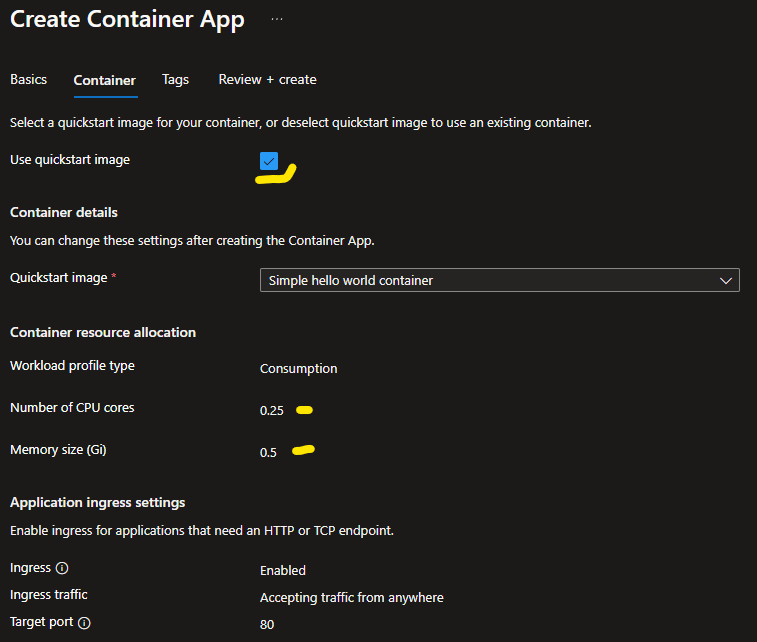 Create Container App ...
Basics Container Tags Review + create
Select a quickstart image for your container, or deselect quickstart image to use an existing container.
Use quickstart image
Container details
You can change these settings after creating the Container App.
Quickstart image * Simple hello world container
Container resource allocation
Workload profile type Consumption
Number of CPU cores 0.25
Memory size (Gi) 0.5
Application ingress settings
Enable ingress for applications that need an HTTP or TCP endpoint.
Ingress Enabled
Ingress traffic Accepting traffic from anywhere
Target port 80